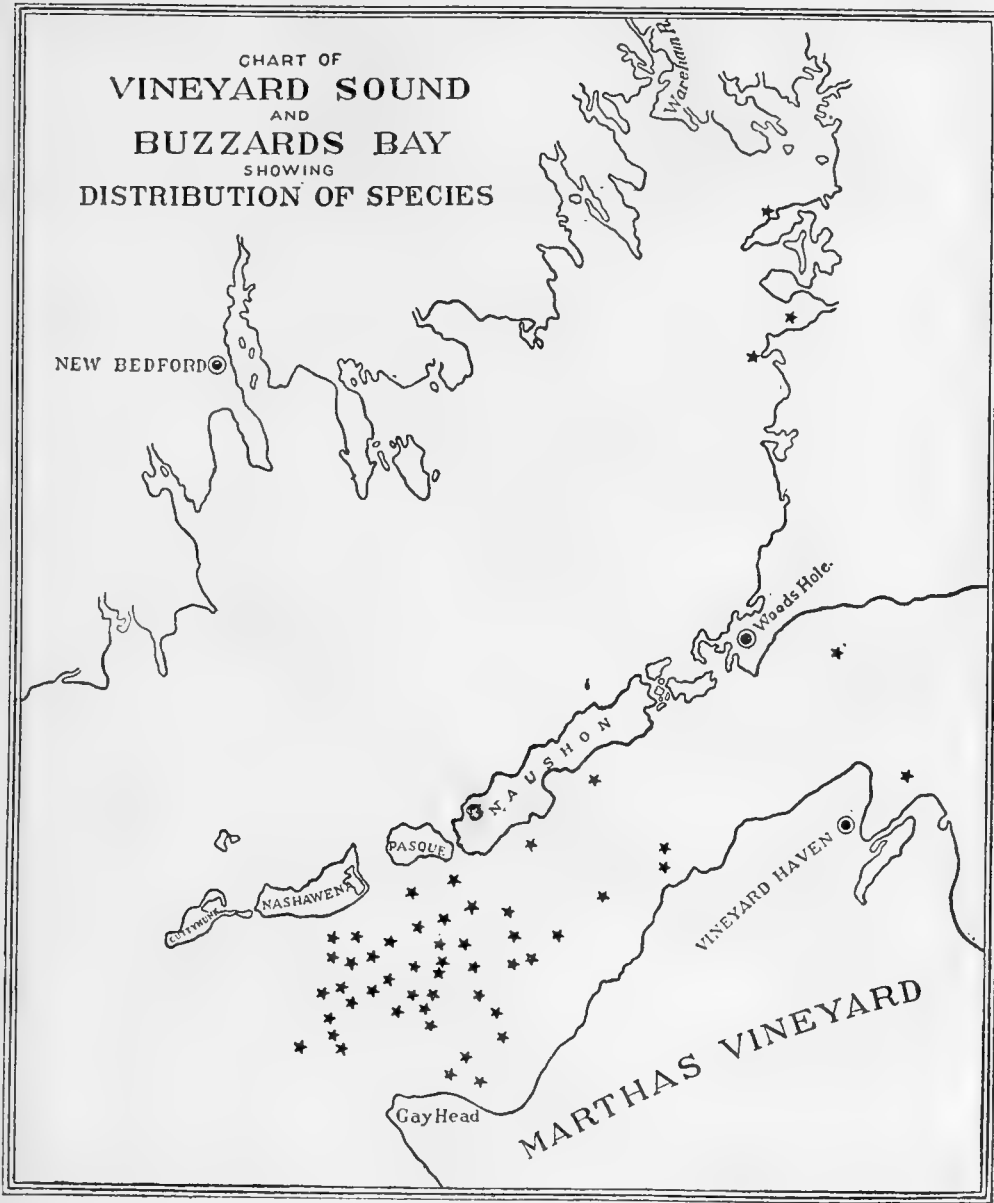 CHART OF
VINEYARD SOUND
AND
BUZZARDS BAY
SHOWING
DISTRIBUTION OF SPECIES
Wareham R.
NEW BEDFORD
Woods Hole.
NAUSHON
PASQUE
NASHAWENA
CUTTYHUNK
VINEYARD HAVEN
MARTHAS VINEYARD
Gay Head